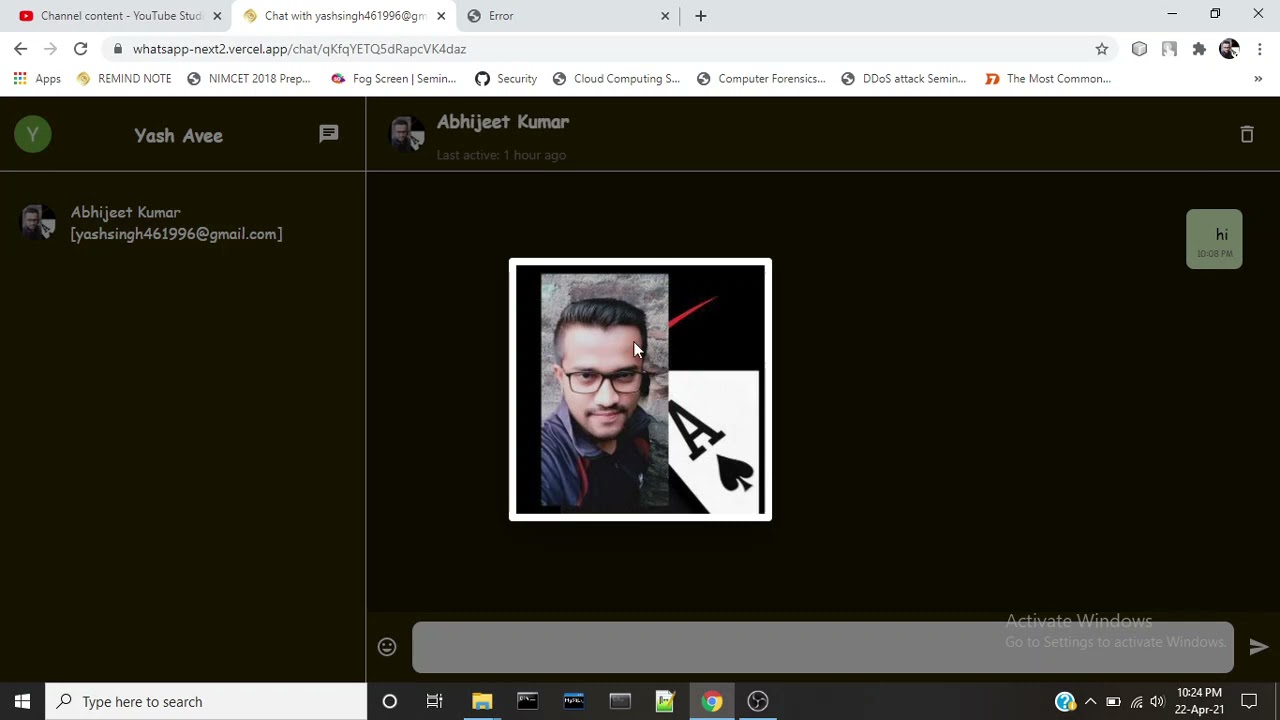 Channel content - YouTube Studi
Chat with yashsingh461996@gm
Error
whatsapp-next2.vercel.app/chat/qKfqYETQ5dRapcVK4daz
Apps
REMIND NOTE
NIMCET 2018 Prep...
Fog Screen | Semin...
Security
Cloud Computing S...
Computer Forensics...
DDoS attack Semin...
The Most Common...
»
Y
Yash Avee
Abhijeet Kumar
Last active: 1 hour ago
Abhijeet Kumar
[yashsingh461996@gmail.com]
hi
10:08 PM
A
Activate Windows
Go to Settings to activate Windows.
Type here to search
10:24 PM
22-Apr-21